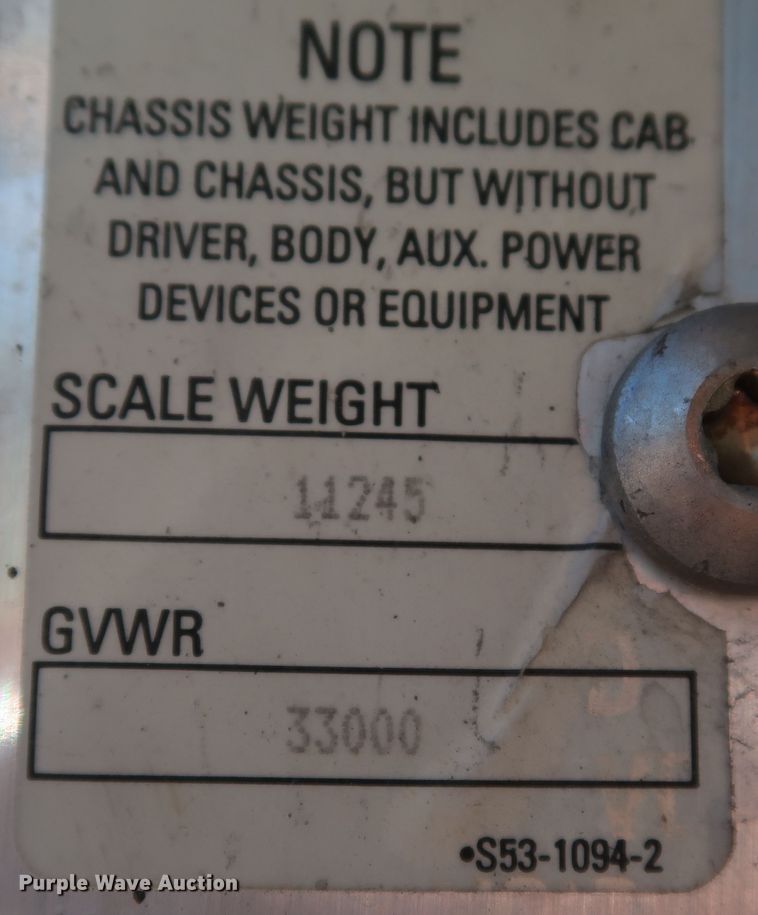 NOTE
CHASSIS WEIGHT INCLUDES CAB
AND CHASSIS, BUT WITHOUT
DRIVER, BODY, AUX. POWER
DEVICES OR EQUIPMENT
SCALE WEIGHT
11245
GVWR
33000
•S53-1094-2
Purple Wave Auction